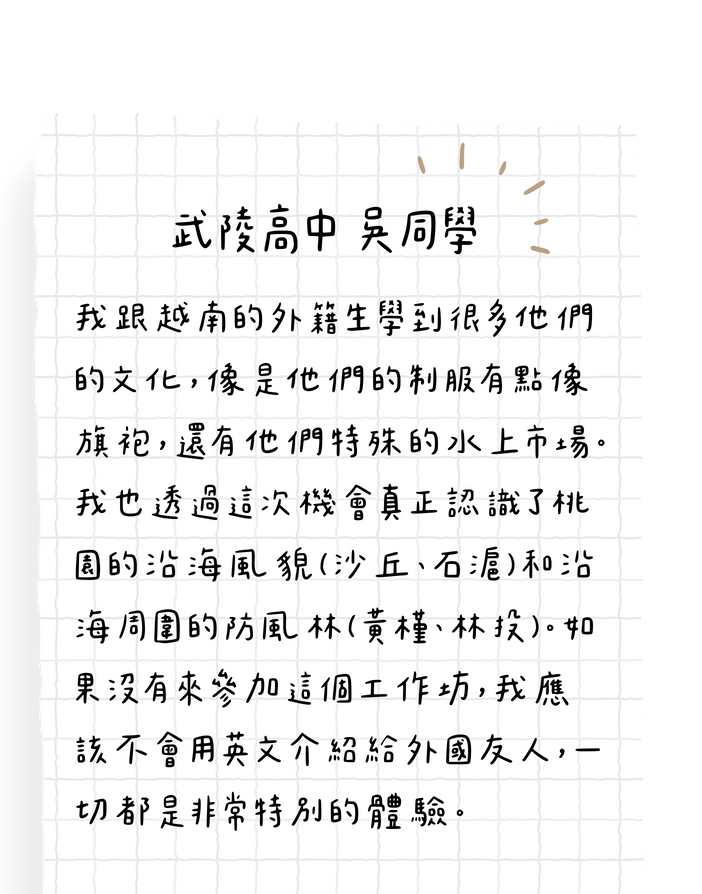 武陵高中 吳同學
我跟越南的外籍生學到很多他們
的文化，像是他們的制服有點像
旗袍，還有他們特殊的水上市場。
我也透過這次機會真正認識了桃
園的沿海風貌(沙丘、石滬)和沿
海周圍的防風林(黃槿、林投)。如
果沒有來參加這個工作坊，我應
該不會用英文介紹給外國友人，一
切都是非常特別的體驗。